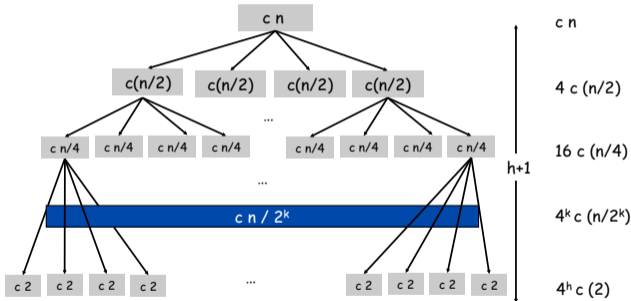 c n c n
c(n/2) c(n/2) c(n/2) c(n/2) 4 c (n/2)
...
c n/4 c n/4 c n/4 c n/4 c n/4 c n/4 c n/4 c n/4 16 c (n/4)
h+1
...
c n / 2ᵏ 4ᵏ c (n/2ᵏ)
c 2 c 2 c 2 c 2 ... c 2 c 2 c 2 c 2 4ʰ c (2)